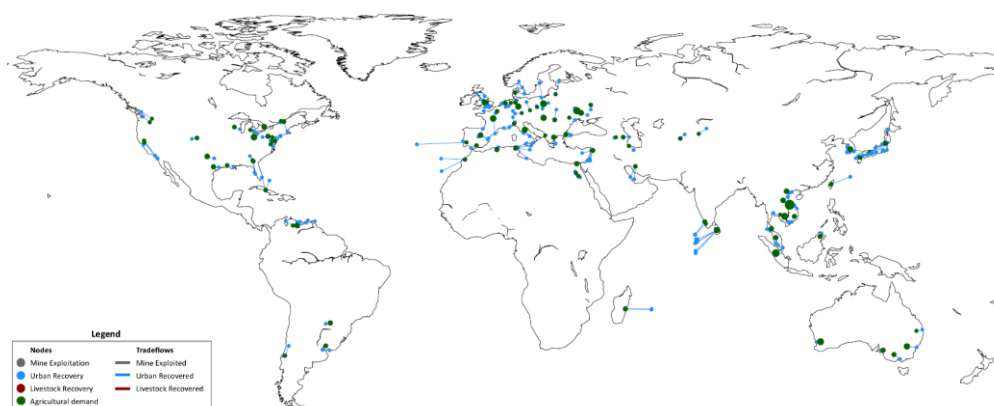 Legend
Nodes Tradeflows
Mine Exploitation Mine Exploited
Urban Recovery Urban Recovered
Livestock Recovery Livestock Recovered
Agricultural demand